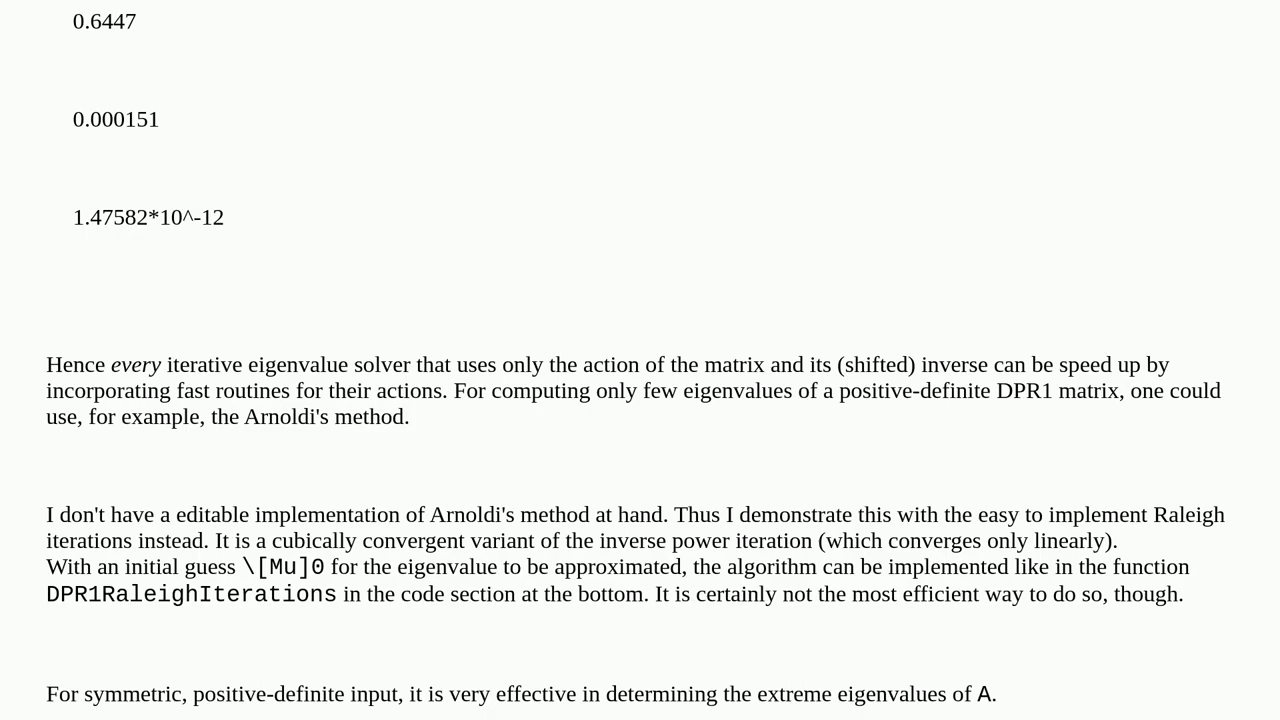 0.6447
0.000151
1.47582*10^-12
Hence every iterative eigenvalue solver that uses only the action of the matrix and its (shifted) inverse can be speed up by
incorporating fast routines for their actions. For computing only few eigenvalues of a positive-definite DPR1 matrix, one could
use, for example, the Arnoldi's method.
I don't have a editable implementation of Arnoldi's method at hand. Thus I demonstrate this with the easy to implement Raleigh
iterations instead. It is a cubically convergent variant of the inverse power iteration (which converges only linearly).
With an initial guess \[Mu]0 for the eigenvalue to be approximated, the algorithm can be implemented like in the function
DPR1RaleighIterations in the code section at the bottom. It is certainly not the most efficient way to do so, though.
For symmetric, positive-definite input, it is very effective in determining the extreme eigenvalues of A.